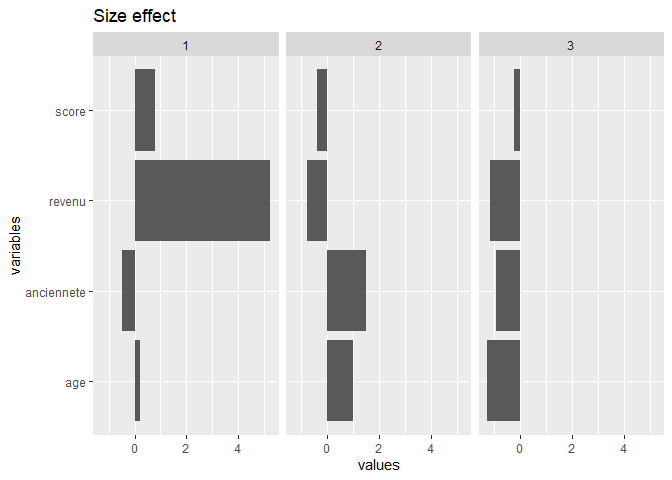 Size effect
1 2 3
score
revenu
anciennete
age
variables
0 2 4 0 2 4 0 2 4
values